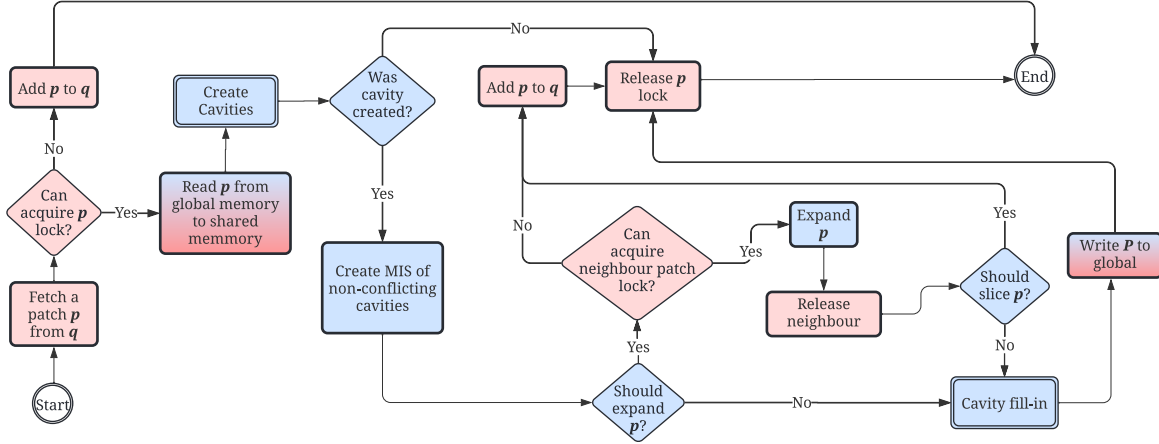 No
Add p to q
Create
Cavities
Was
cavity
created?
Add p to q
Release p
lock
End
No
Can
acquire p
lock?
Yes
Read p from
global memory
to shared
memmory
Yes
Yes
No
Can
acquire
neighbour patch
lock?
Yes
Expand
p
Write P to
global
Create MIS of
non-conflicting
cavities
Fetch a
patch p
from q
Release
neighbour
Should
slice p?
Yes
No
Start
Should
expand
p?
No
Cavity fill-in